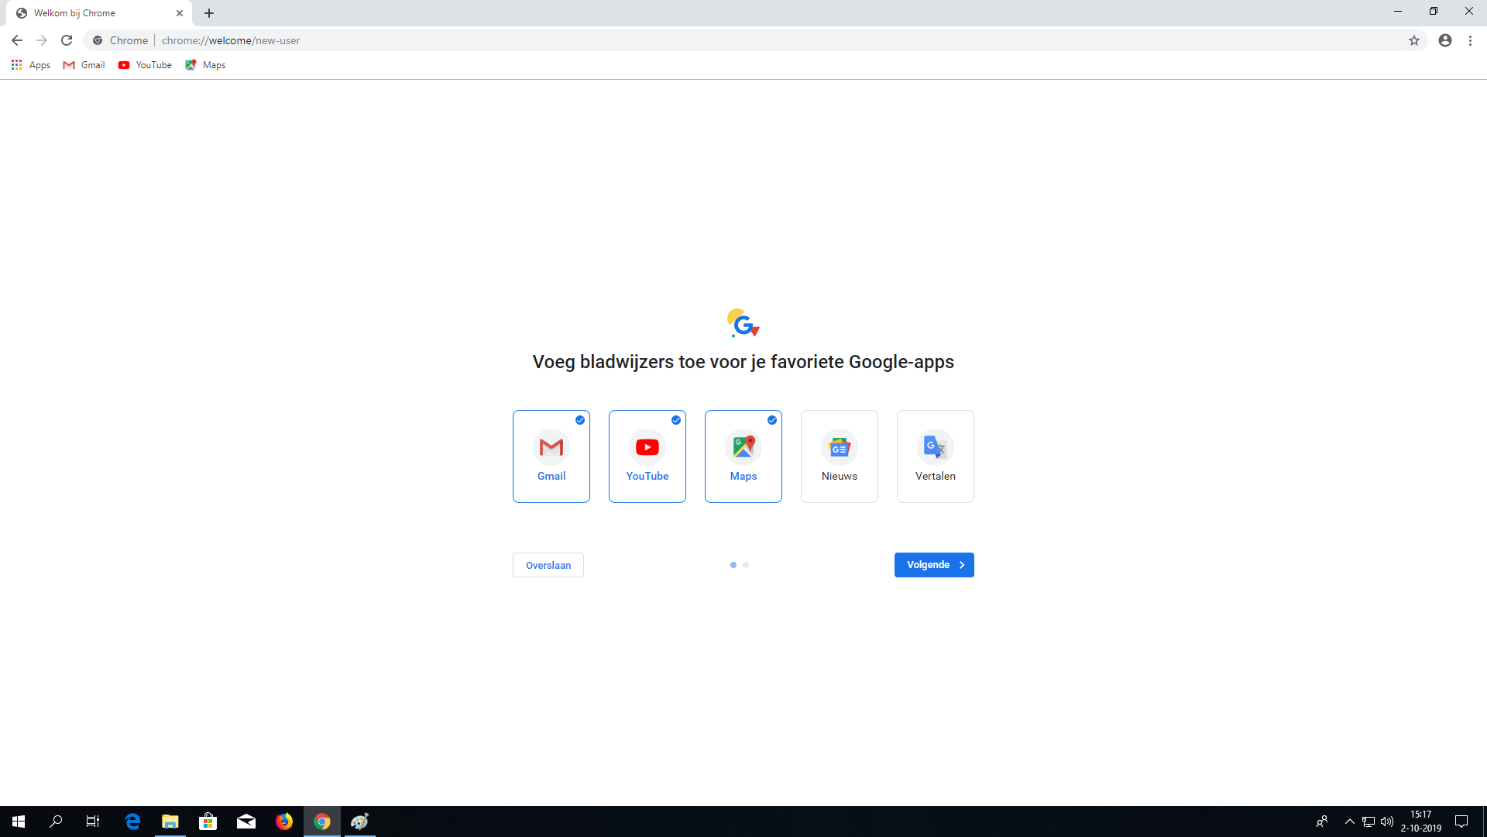 Welkom bij Chrome
Chrome | chrome://welcome/new-user
Apps Gmail YouTube Maps
Voeg bladwijzers toe voor je favoriete Google-apps
Gmail YouTube Maps Nieuws Vertalen
Overslaan Volgende
15:17
2-10-2019